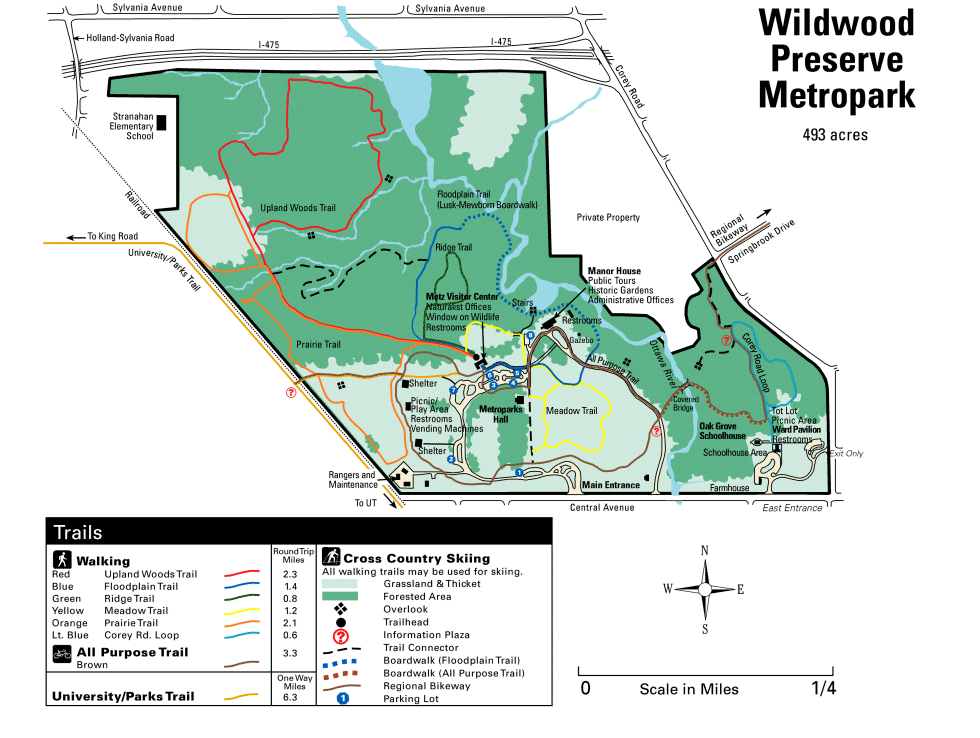 Sylvania Avenue
Sylvania Avenue
Wildwood
Preserve
Metropark
493 acres
Holland-Sylvania Road
I-475
I-475
Corey Road
Stranahan
Elementary
School
Railroad
Upland Woods Trail
Floodplain Trail
(Lusk-Mewborn Boardwalk)
Private Property
Regional
Bikeway
Springbrook Drive
To King Road
University/Parks Trail
Ridge Trail
Manor House
Public Tours
Historic Gardens
Administrative Offices
Metz Visitor Center
Naturalist Offices
Window on Wildlife
Restrooms
Stairs
Restrooms
Gazebo
Prairie Trail
All Purpose Trail
Ottawa River
Corey Road Loop
?
?
Shelter
Picnic/
Play Area
Restrooms
Vending Machines
Shelter
Metroparks
Hall
Meadow Trail
Covered
Bridge
?
Oak Grove
Schoolhouse
Tot Lot
Picnic Area
Ward Pavilion
Restrooms
Schoolhouse Area
Exit Only
7
3
4
2
1
Rangers and
Maintenance
Main Entrance
Farmhouse
To UT
Central Avenue
East Entrance
Trails
Walking
Round Trip
Miles
Red Upland Woods Trail 2.3
Blue Floodplain Trail 1.4
Green Ridge Trail 0.8
Yellow Meadow Trail 1.2
Orange Prairie Trail 2.1
Lt. Blue Corey Rd. Loop 0.6
All Purpose Trail 3.3
Brown
One Way
Miles
University/Parks Trail 6.3
Cross Country Skiing
All walking trails may be used for skiing.
Grassland & Thicket
Forested Area
Overlook
Trailhead
? Information Plaza
Trail Connector
Boardwalk (Floodplain Trail)
Boardwalk (All Purpose Trail)
Regional Bikeway
1 Parking Lot
N
W E
S
0 Scale in Miles 1/4